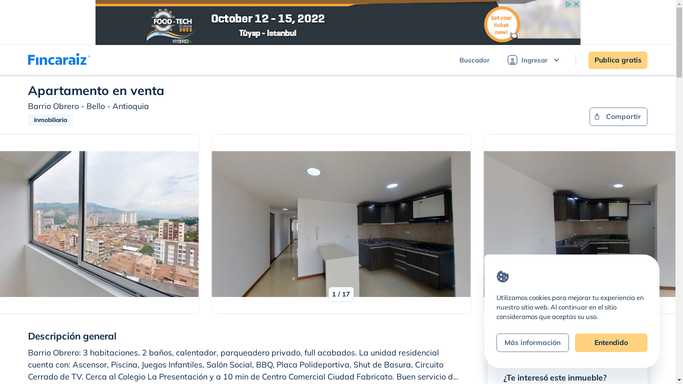 October 12 - 15, 2022
FOOD-TECH
Tüyap - Istanbul
Get your
ticket
now!
Fincaraíz
Buscador
Ingresar
Publica gratis
Apartamento en venta
Barrio Obrero - Bello - Antioquia
Inmobiliaria
Compartir
1 / 17
Utilizamos cookies para mejorar tu experiencia en
nuestro sitio web. Al continuar en el sitio
consideramos que aceptas su uso.
Más información
Entendido
Descripción general
Barrio Obrero: 3 habitaciones, 2 baños, calentador, parqueadero privado, full acabados. La unidad residencial
cuenta con: Ascensor, Piscina, Juegos Infantiles, Salón Social, BBQ, Placa Polideportiva, Shut de Basura, Circuito
Cerrado de TV. Cerca al Colegio La Presentación y a 10 min de Centro Comercial Ciudad Fabricato. Buen servicio d...
¿Te interesó este inmueble?